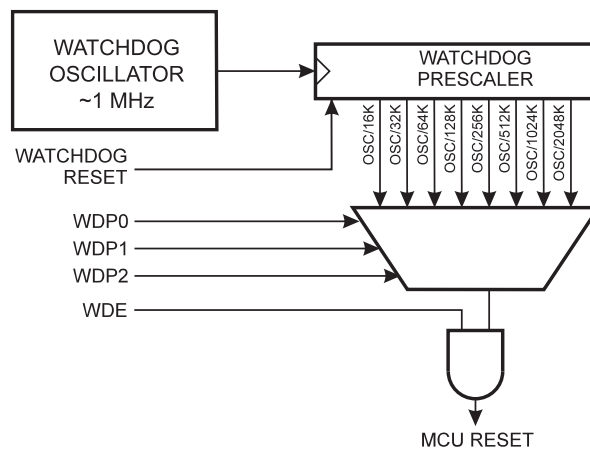 WATCHDOG
OSCILLATOR
~1 MHz
WATCHDOG
PRESCALER
OSC/16K
OSC/32K
OSC/64K
OSC/128K
OSC/256K
OSC/512K
OSC/1024K
OSC/2048K
WATCHDOG
RESET
WDP0
WDP1
WDP2
WDE
MCU RESET